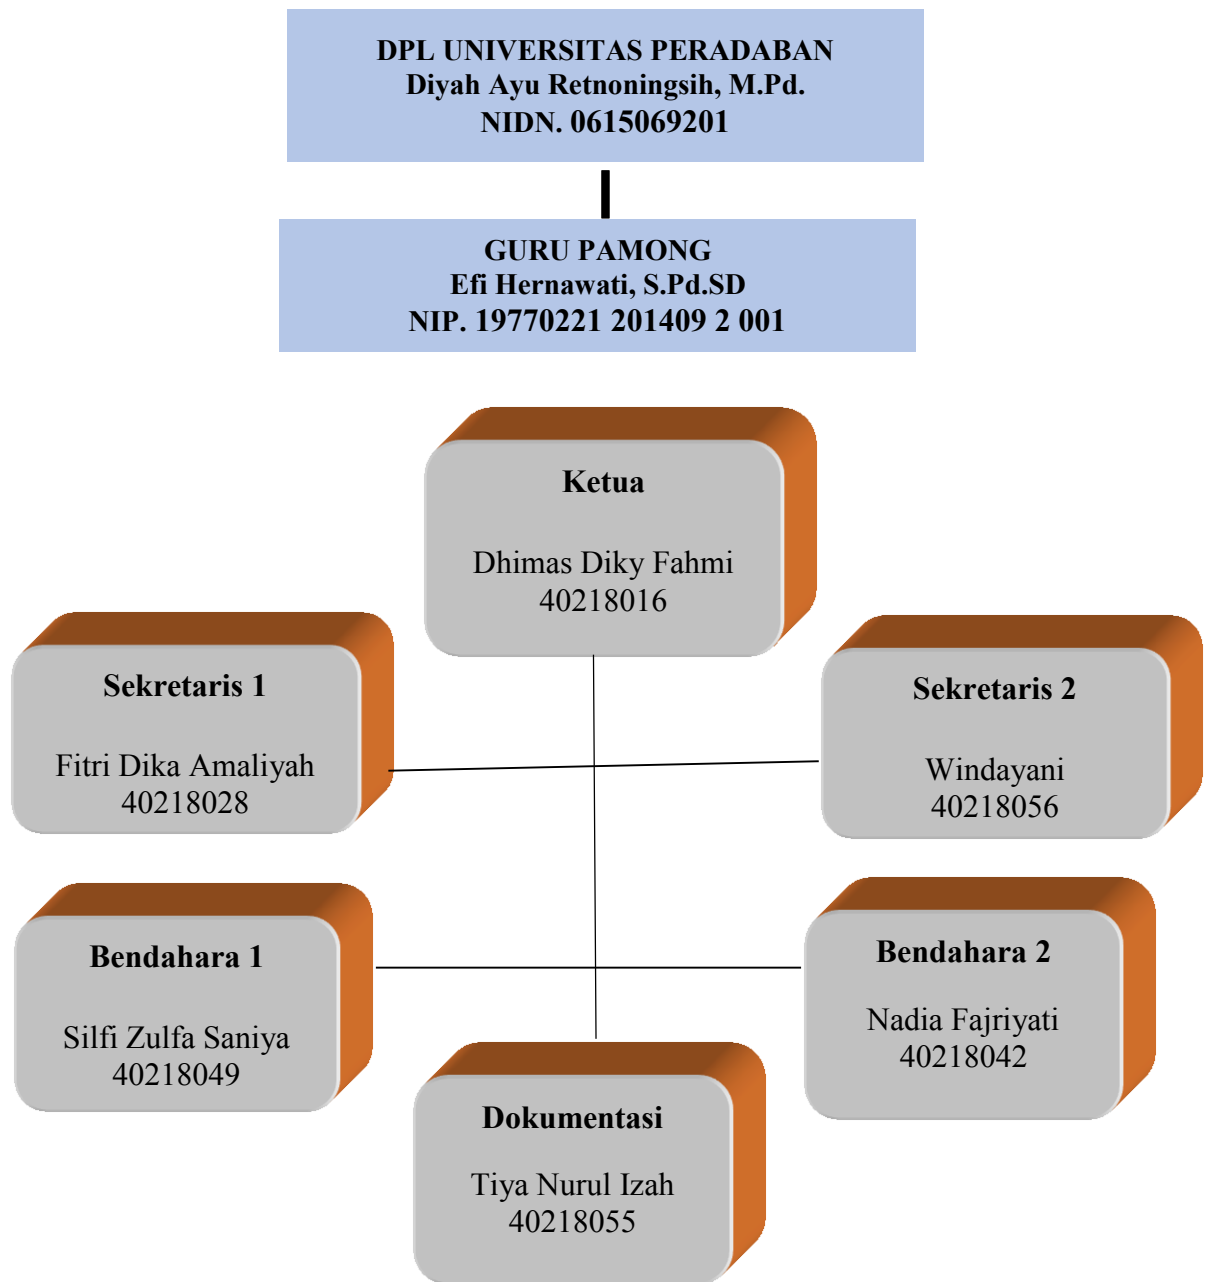 DPL UNIVERSITAS PERADABAN
Diyah Ayu Retnoningsih, M.Pd.
NIDN. 0615069201
GURU PAMONG
Efi Hernawati, S.Pd.SD
NIP. 19770221 201409 2 001
Ketua
Dhimas Diky Fahmi
40218016
Sekretaris 1
Fitri Dika Amaliyah
40218028
Sekretaris 2
Windayani
40218056
Bendahara 1
Silfi Zulfa Saniya
40218049
Bendahara 2
Nadia Fajriyati
40218042
Dokumentasi
Tiya Nurul Izah
40218055